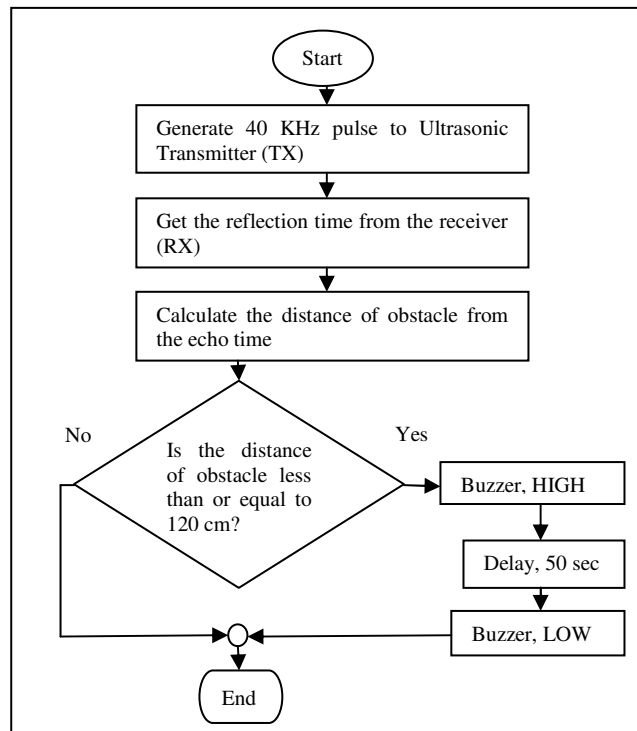 Start
Generate 40 KHz pulse to Ultrasonic
Transmitter (TX)
Get the reflection time from the receiver
(RX)
Calculate the distance of obstacle from
the echo time
No
Yes
Is the distance
of obstacle less
than or equal to
120 cm?
Buzzer, HIGH
Delay, 50 sec
Buzzer, LOW
End